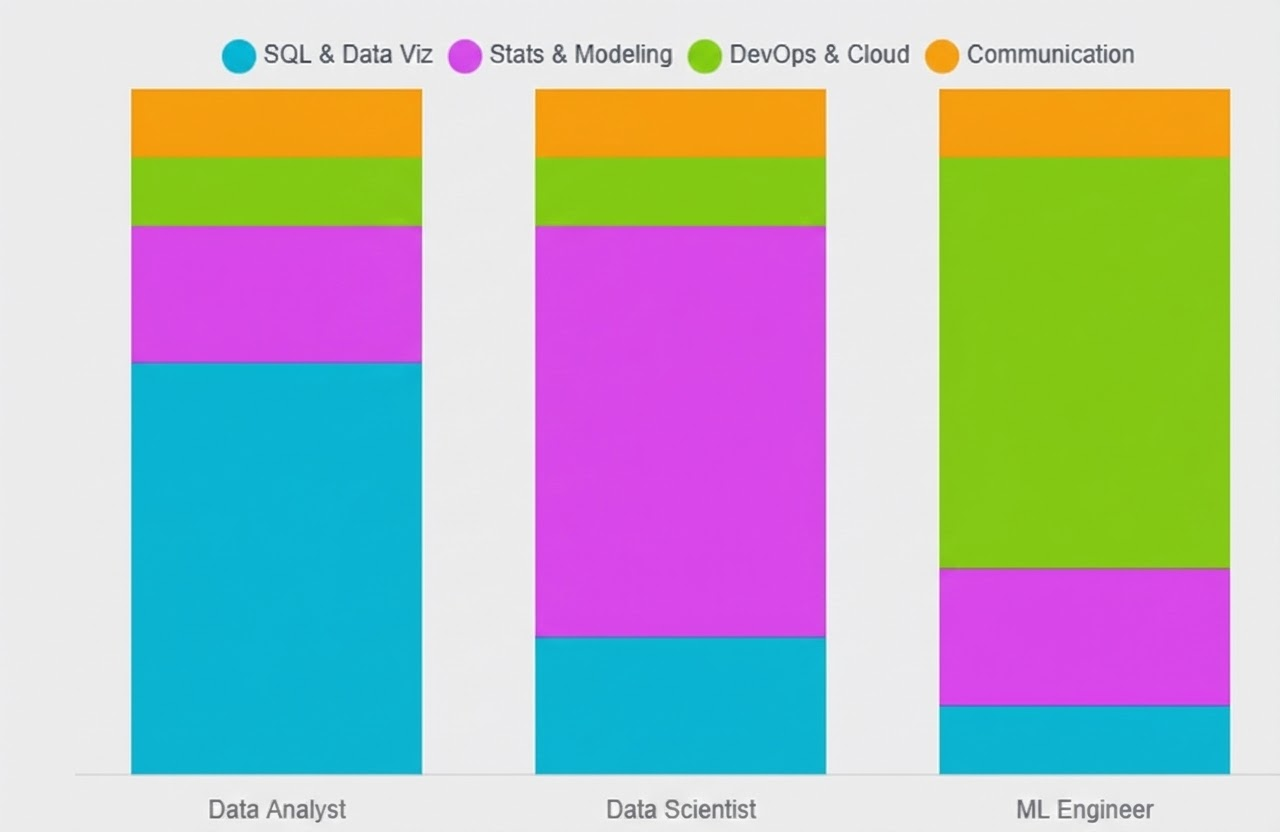 SQL & Data Viz Stats & Modeling DevOps & Cloud Communication
Data Analyst Data Scientist ML Engineer